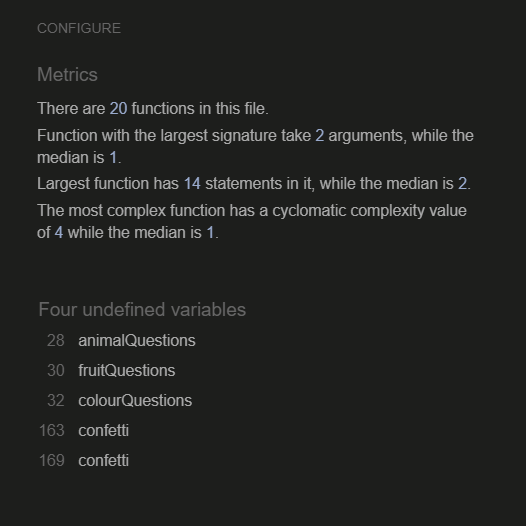 CONFIGURE
Metrics
There are 20 functions in this file.
Function with the largest signature take 2 arguments, while the
median is 1.
Largest function has 14 statements in it, while the median is 2.
The most complex function has a cyclomatic complexity value
of 4 while the median is 1.
Four undefined variables
28 animalQuestions
30 fruitQuestions
32 colourQuestions
163 confetti
169 confetti